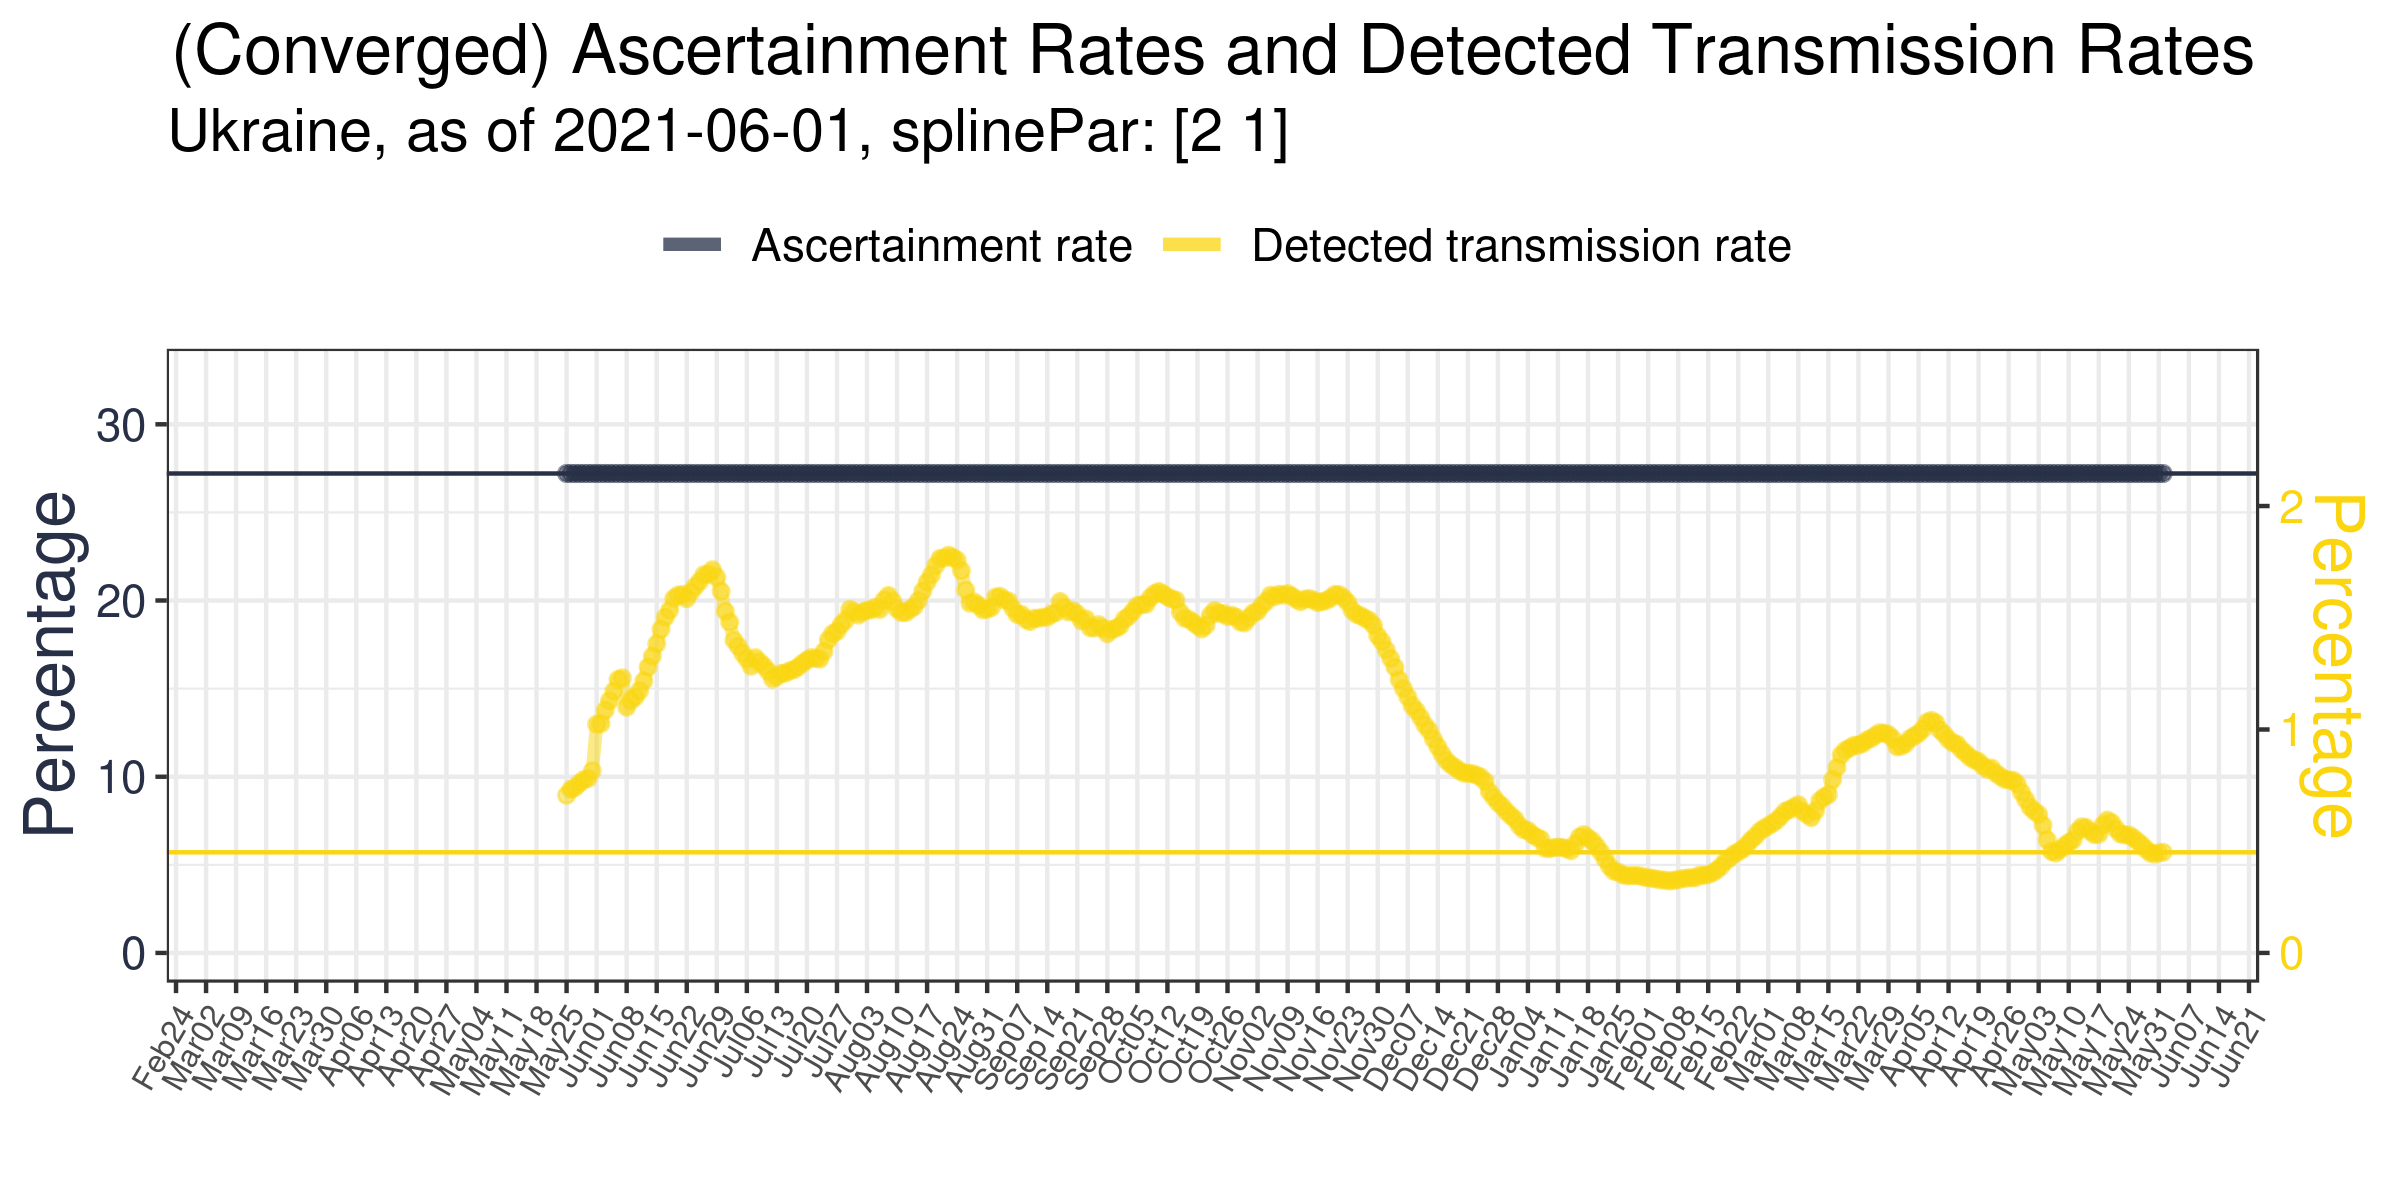 (Converged) Ascertainment Rates and Detected Transmission Rates
Ukraine, as of 2021-06-01, splinePar: [2 1]
Ascertainment rate
Detected transmission rate
Percentage
30
20
10
0
2
1
0
Percentage
Feb24
Mar02
Mar09
Mar16
Mar23
Mar30
Apr06
Apr13
Apr20
Apr27
May04
May11
May18
May25
Jun01
Jun08
Jun15
Jun22
Jun29
Jul06
Jul13
Jul20
Jul27
Aug03
Aug10
Aug17
Aug24
Aug31
Sep07
Sep14
Sep21
Sep28
Oct05
Oct12
Oct19
Oct26
Nov02
Nov09
Nov16
Nov23
Nov30
Dec07
Dec14
Dec21
Dec28
Jan04
Jan11
Jan18
Jan25
Feb01
Feb08
Feb15
Feb22
Mar01
Mar08
Mar15
Mar22
Mar29
Apr05
Apr12
Apr19
Apr26
May03
May10
May17
May24
May31
Jun07
Jun14
Jun21